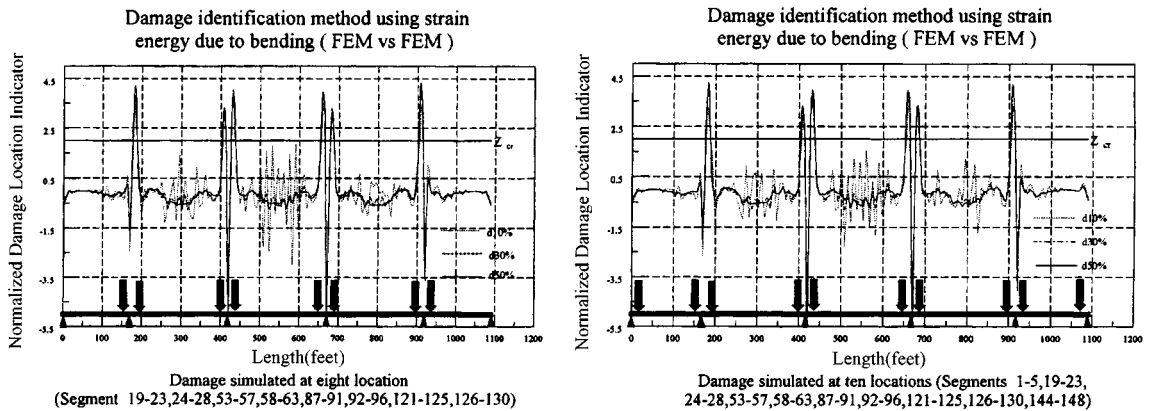 Damage identification method using strain
energy due to bending ( FEM vs FEM )
Normalized Damage Location Indicator
4.5
2.5
0.5
-1.5
-3.5
-5.5
Z cr
d10%
d30%
d50%
0 100 200 300 400 500 600 700 800 900 1000 1100 1200
Length(feet)
Damage simulated at eight location
(Segment 19-23,24-28,53-57,58-63,87-91,92-96,121-125,126-130)
Damage identification method using strain
energy due to bending ( FEM vs FEM )
Normalized Damage Location Indicator
4.5
2.5
0.5
-1.5
-3.5
-5.5
Z cr
d10%
d30%
d50%
0 100 200 300 400 500 600 700 800 900 1000 1100 1200
Length(feet)
Damage simulated at ten locations (Segments 1-5,19-23,
24-28,53-57,58-63,87-91,92-96,121-125,126-130,144-148)